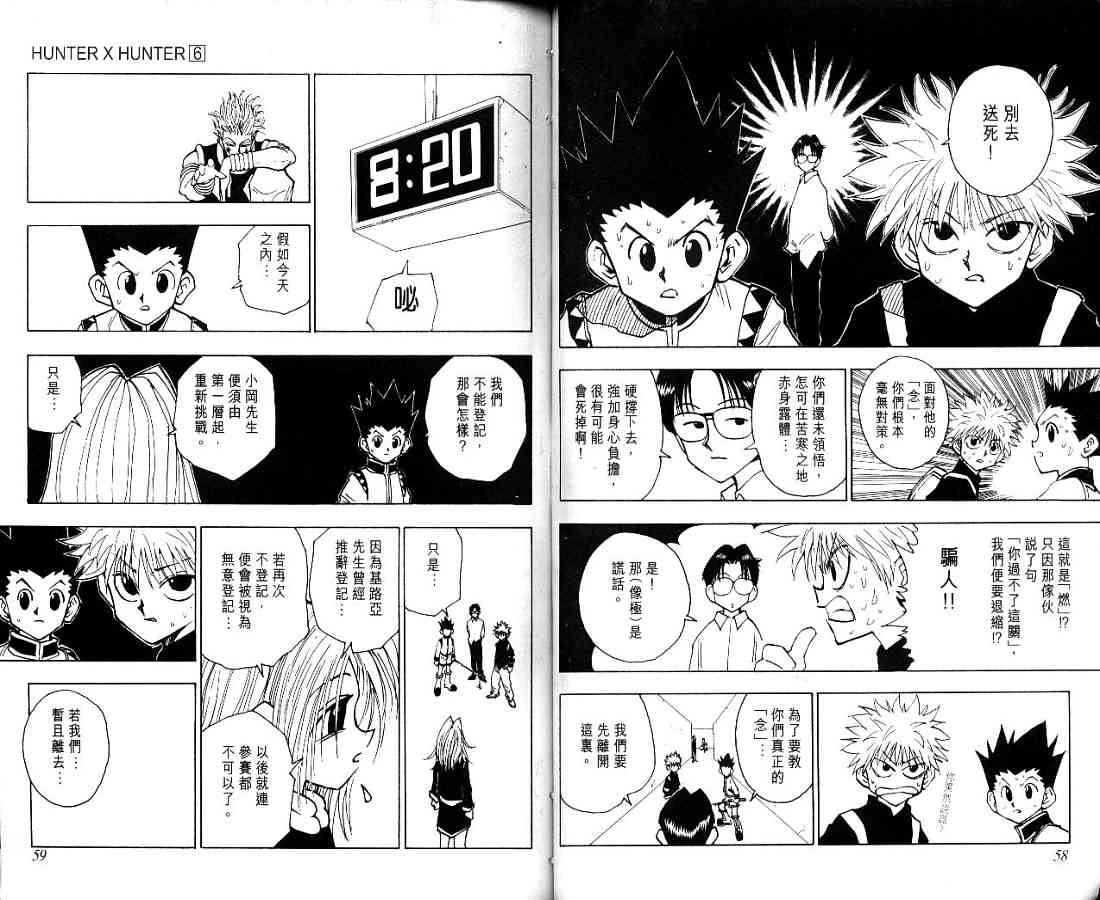 別去
送死！
面對他的
「念」，
你們根本
毫無對策。
你們還未領悟，
怎可在苦寒之地
赤身露體…
硬撐下去，
強加身心負擔，
很有可能
會死掉啊！
這就是「燃」!?
只因那傢伙
說了句
「你過不了這關」，
我們便要退縮!?
騙人!!
是！
那（像極）是
謊話。
為了要教
你們真正的
「念」…
我們要
先離開
這裏。
58
HUNTER X HUNTER 6
8:20
咇
假如今天
之內…
我們
不能登記，
那會怎樣？
小岡先生
便須由
第一層起，
重新挑戰。
只是…
只是…
因為基路亞
先生曾經
推辭登記…
若再次
不登記，
便會被視為
無意登記…
以後就連
參賽都
不可以了。
若我們…
暫且離去…
59